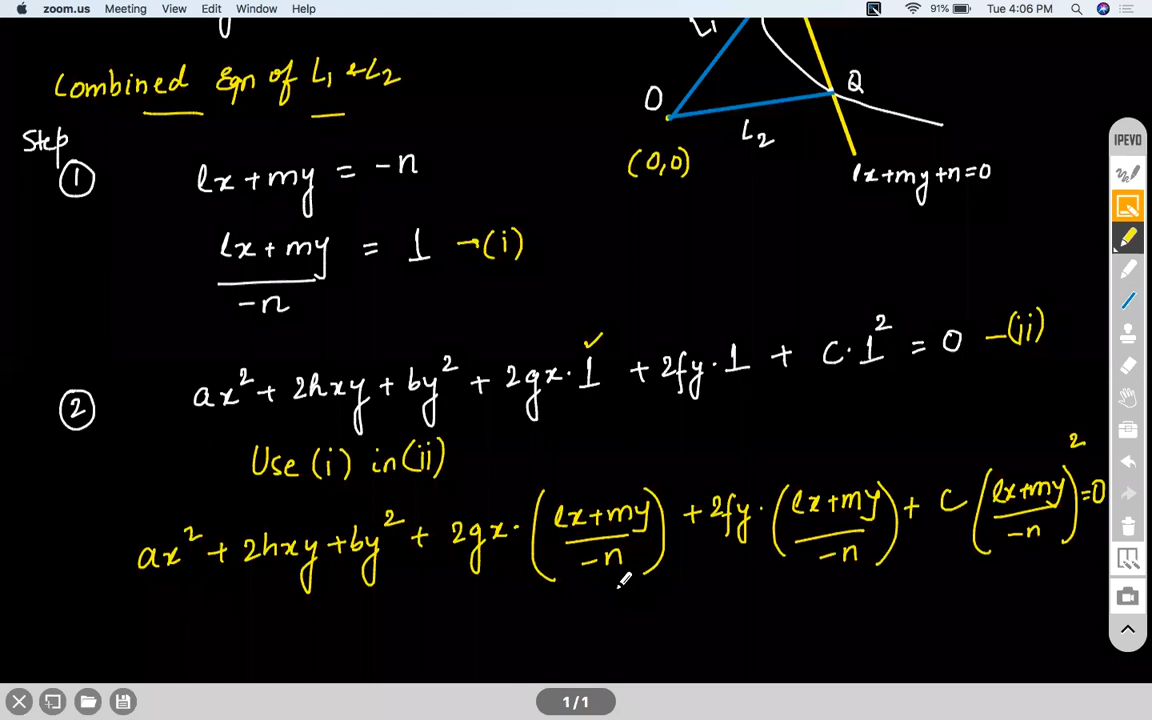 zoom.us Meeting View Edit Window Help 91% Tue 4:06 PM
Combined Eqn of L₁ & L₂
L₁
O
Q
L₂
(0,0)
lx+my+n=0
Step
① lx+my = -n
(lx+my)/-n = 1 →(i)
② ax² + 2hxy + by² + 2gx·1 + 2fy·1 + c·1² = 0 —(ii)
✓
Use (i) in (ii)
ax² + 2hxy + by² + 2gx·((lx+my)/-n) + 2fy·((lx+my)/-n) + c((lx+my)/-n)² = 0
IPEVO
1/1